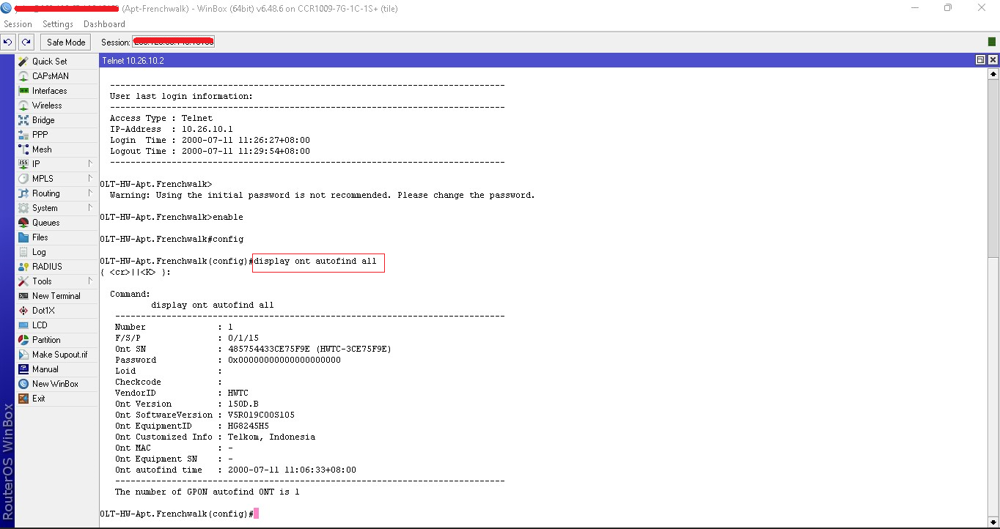 (Apt-Frenchwalk) - WinBox (64bit) v6.48.6 on CCR1009-7G-1C-1S+ (tile)
Session Settings Dashboard
Safe Mode Session:
Quick Set
CAPsMAN
Interfaces
Wireless
Bridge
PPP
Mesh
IP
MPLS
Routing
System
Queues
Files
Log
RADIUS
Tools
New Terminal
Dot1X
LCD
Partition
Make Supout.rif
Manual
New WinBox
Exit
RouterOS WinBox
Telnet 10.26.10.2
-----------------------------------------------------------------------------
User last login information:
-----------------------------------------------------------------------------
Access Type : Telnet
IP-Address  : 10.26.10.1
Login  Time : 2000-07-11 11:26:27+08:00
Logout Time : 2000-07-11 11:29:54+08:00
-----------------------------------------------------------------------------
OLT-HW-Apt.Frenchwalk>
Warning: Using the initial password is not recommended. Please change the password.
OLT-HW-Apt.Frenchwalk>enable
OLT-HW-Apt.Frenchwalk#config
OLT-HW-Apt.Frenchwalk(config)#display ont autofind all
{ <cr>||<K> }:
Command:
display ont autofind all
----------------------------------------------------------------------------
Number              : 1
F/S/P               : 0/1/15
Ont SN              : 485754433CE75F9E (HWTC-3CE75F9E)
Password            : 0x00000000000000000000
Loid                :
Checkcode           :
VendorID            : HWTC
Ont Version         : 150D.B
Ont SoftwareVersion : V5R019C00S105
Ont EquipmentID     : HG8245H5
Ont Customized Info : Telkom, Indonesia
Ont MAC             : -
Ont Equipment SN    : -
Ont autofind time   : 2000-07-11 11:06:33+08:00
----------------------------------------------------------------------------
The number of GPON autofind ONT is 1
OLT-HW-Apt.Frenchwalk(config)#